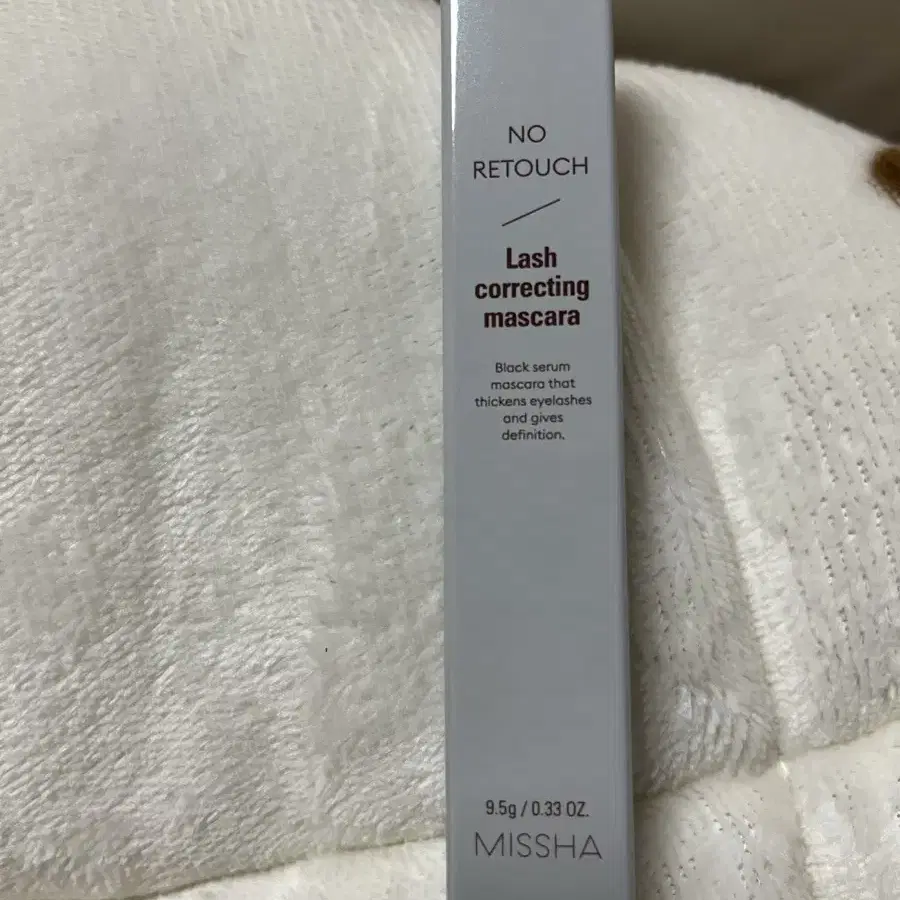 NO
RETOUCH
Lash
correcting
mascara
Black serum
mascara that
thickens eyelashes
and gives
definition.
9.5g / 0.33 OZ.
MISSHA